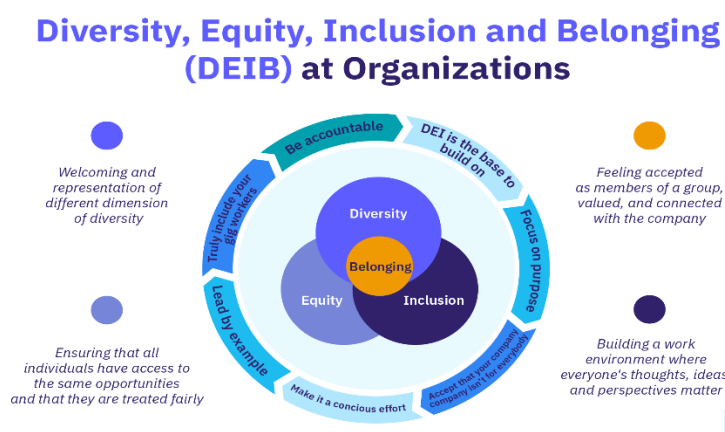 Diversity, Equity, Inclusion and Belonging
(DEIB) at Organizations
Welcoming and
representation of
different dimension
of diversity
Ensuring that all
individuals have access to
the same opportunities
and that they are treated fairly
Be accountable
DEI is the base to
build on
Focus on purpose
Accept that your company
company isn't for everybody
Make it a concious effort
Lead by example
Truly include your
gig workers
Diversity
Belonging
Equity
Inclusion
Feeling accepted
as members of a group,
valued, and connected
with the company
Building a work
environment where
everyone's thoughts, ideas
and perspectives matter